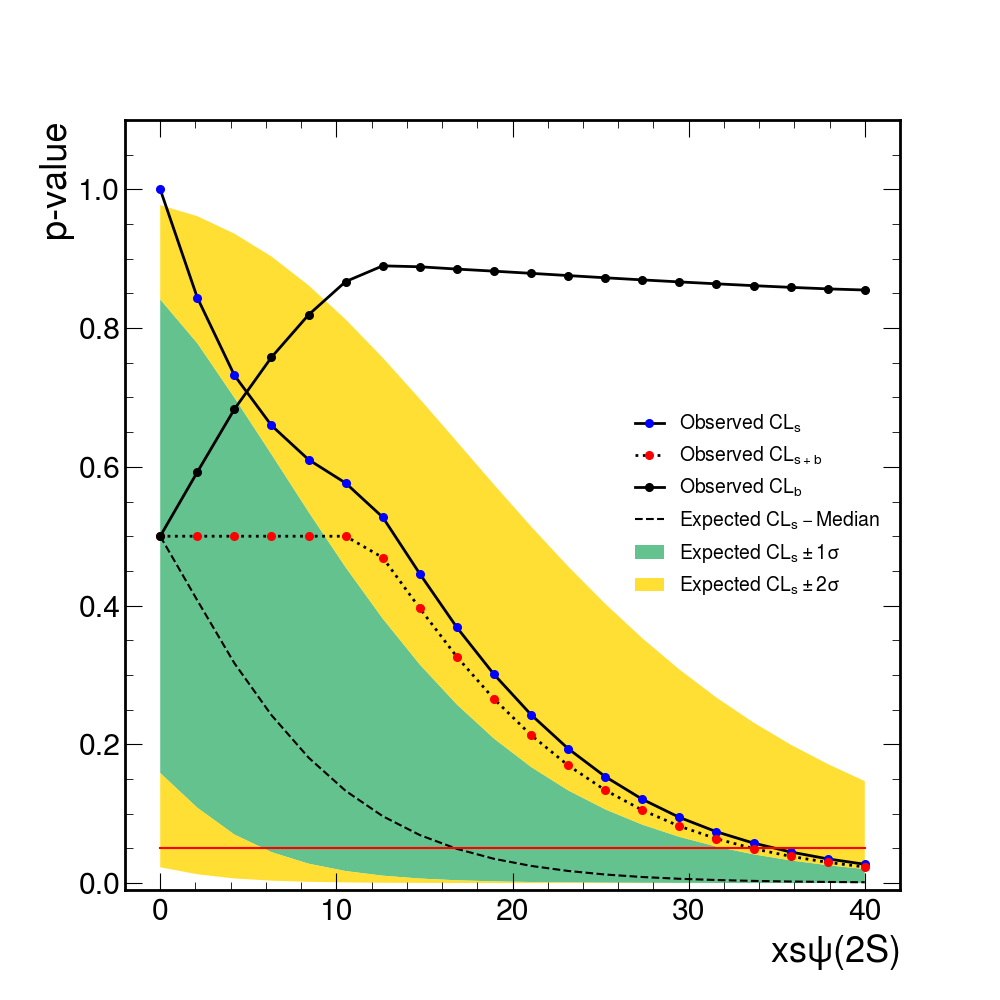 p-value
1.0
0.8
0.6
0.4
0.2
0.0
Observed CLs
Observed CLs+b
Observed CLb
Expected CLs − Median
Expected CLs ± 1σ
Expected CLs ± 2σ
0 10 20 30 40
xsψ(2S)